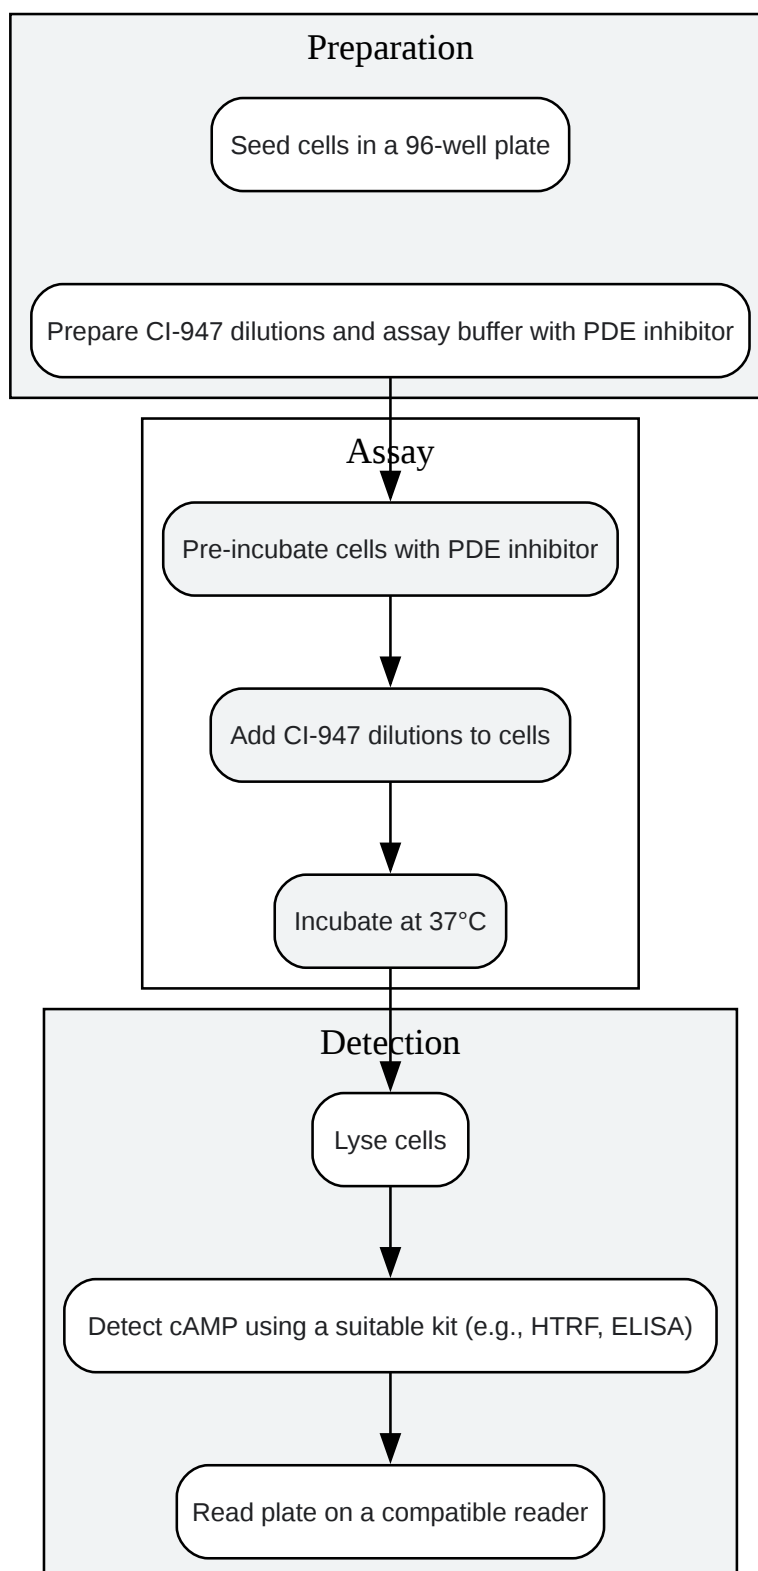 Preparation
Seed cells in a 96-well plate
Prepare CI-947 dilutions and assay buffer with PDE inhibitor
Assay
Pre-incubate cells with PDE inhibitor
Add CI-947 dilutions to cells
Incubate at 37°C
Detection
Lyse cells
Detect cAMP using a suitable kit (e.g., HTRF, ELISA)
Read plate on a compatible reader